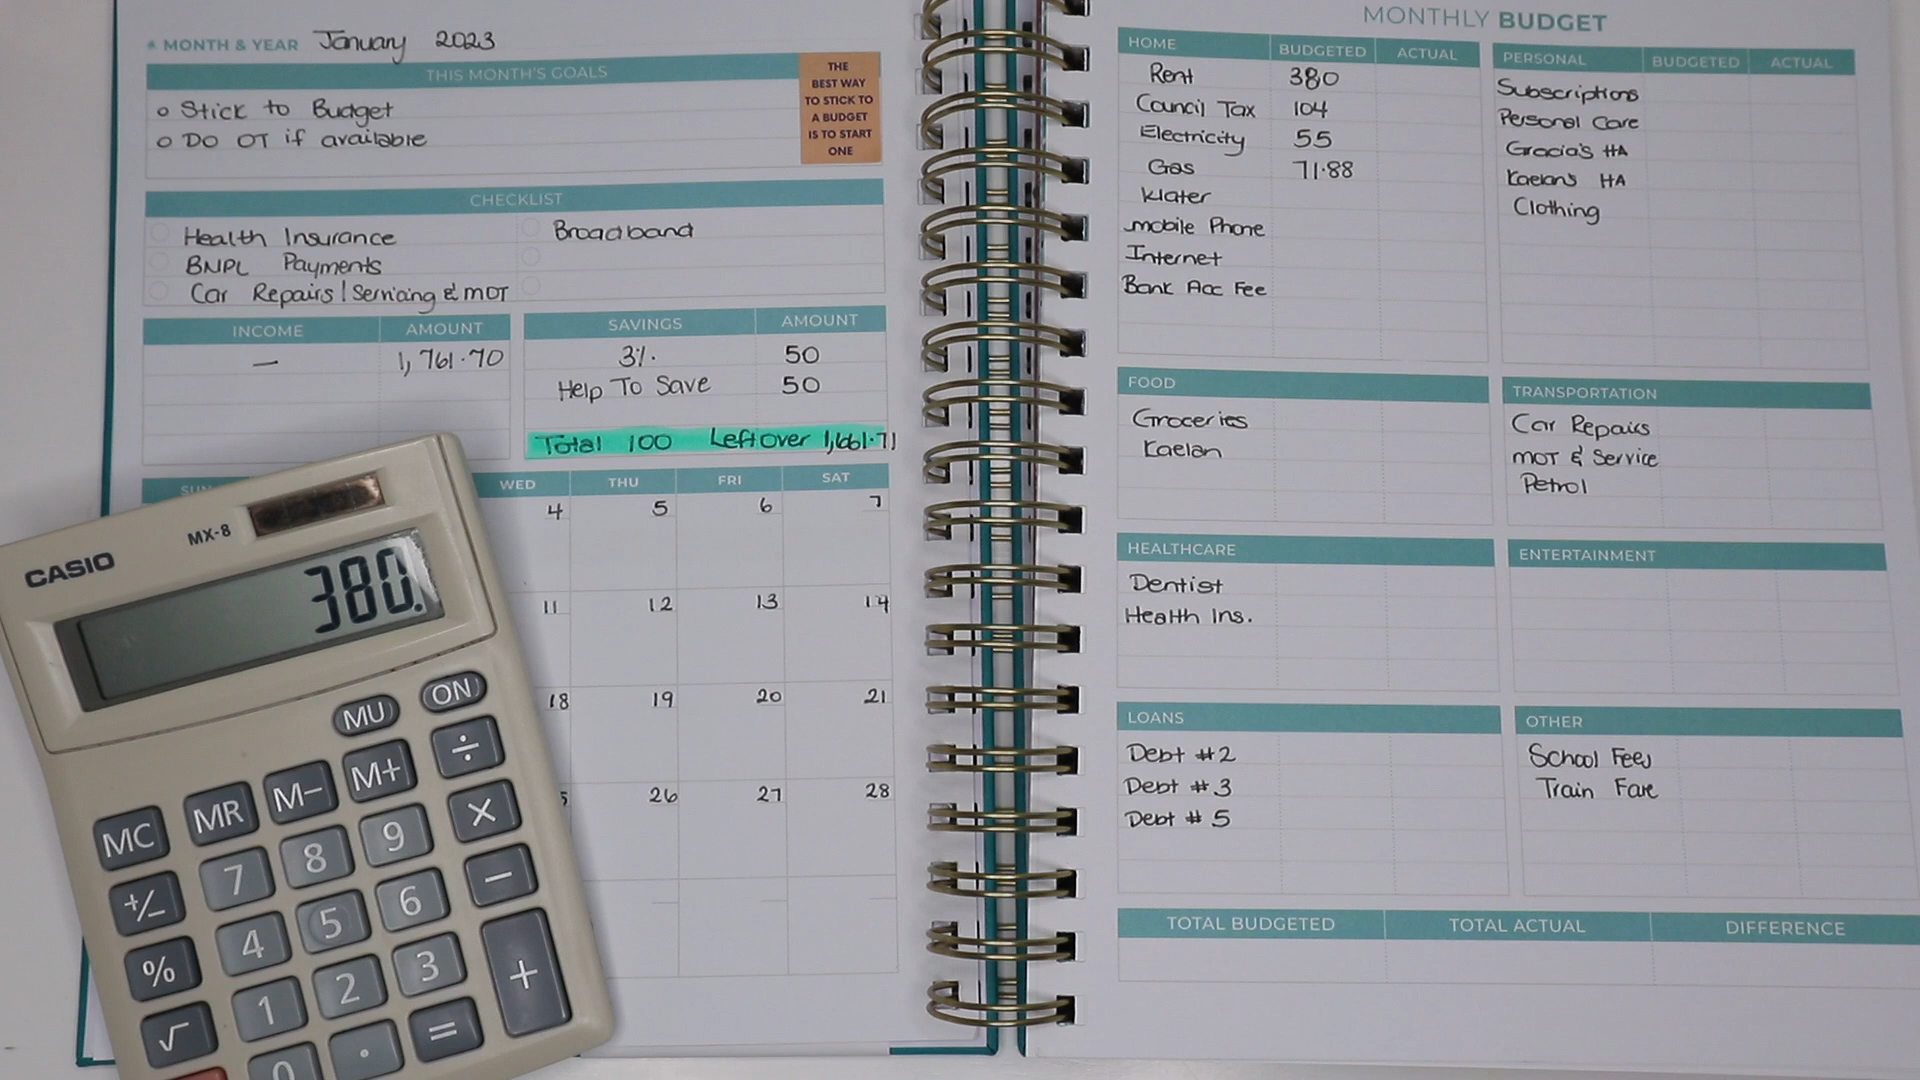 MONTH & YEAR January 2023
THIS MONTH'S GOALS
Stick to Budget
Do OT if available
THE
BEST WAY
TO STICK TO
A BUDGET
IS TO START
ONE
CHECKLIST
Health Insurance
BNPL Payments
Car Repairs / Servicing & MOT
Broadband
INCOME AMOUNT
— 1,761.70
SAVINGS AMOUNT
3% 50
Help To Save 50
Total 100 Leftover 1,661.71
SUN WED THU FRI SAT
4 5 6 7
11 12 13 14
18 19 20 21
26 27 28
CASIO MX-8
380.
MU ON
MC MR M- M+ ÷
+/- 7 8 9 ×
% 4 5 6 −
√ 1 2 3 +
0 . =
MONTHLY BUDGET
HOME BUDGETED ACTUAL
Rent 380
Council Tax 104
Electricity 55
Gas 71.88
Water
Mobile Phone
Internet
Bank Acc Fee
PERSONAL BUDGETED ACTUAL
Subscriptions
Personal Care
Gracia's HA
Kaelan's HA
Clothing
FOOD
Groceries
Kaelan
TRANSPORTATION
Car Repairs
MOT & Service
Petrol
HEALTHCARE
Dentist
Health Ins.
ENTERTAINMENT
LOANS
Debt #2
Debt #3
Debt #5
OTHER
School Fees
Train Fare
TOTAL BUDGETED TOTAL ACTUAL DIFFERENCE